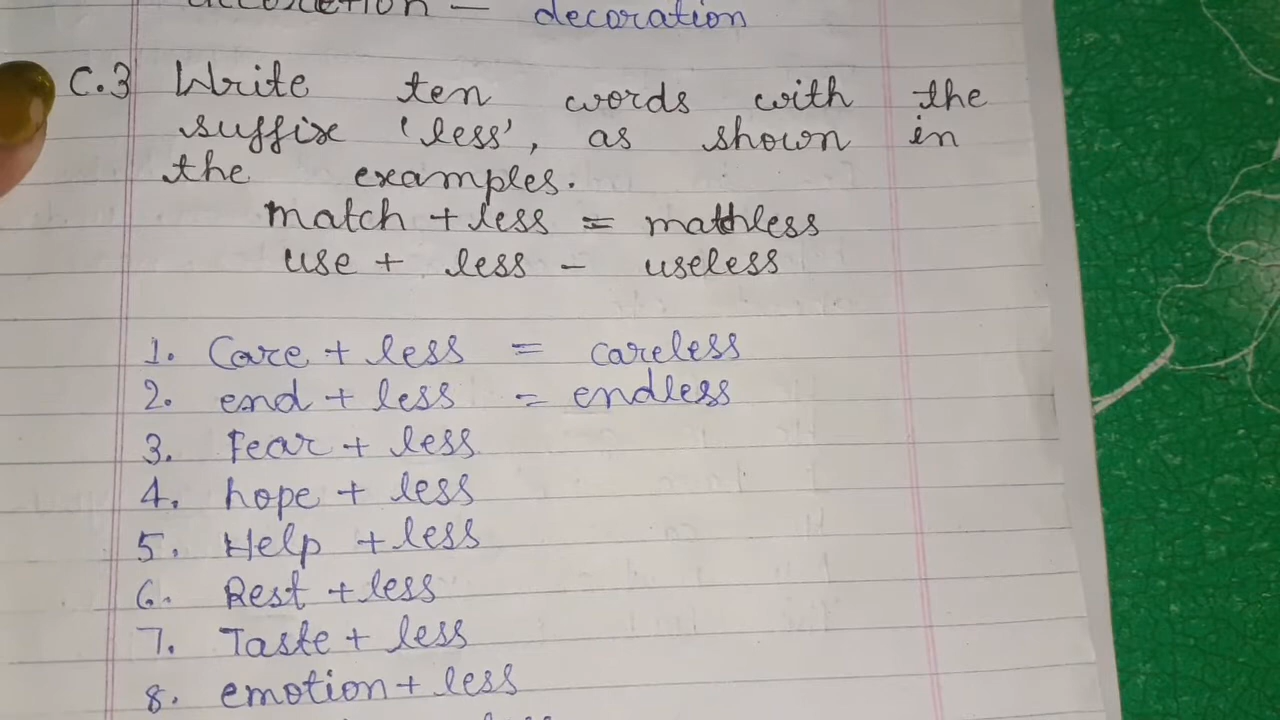 — decoration
C.3 Write ten words with the
suffix 'less', as shown in
the examples.
match + less = mathless
use + less - useless
1. Care + less = careless
2. end + less = endless
3. Fear + less
4. hope + less
5. Help + less
6. Rest + less
7. Taste + less
8. emotion + less